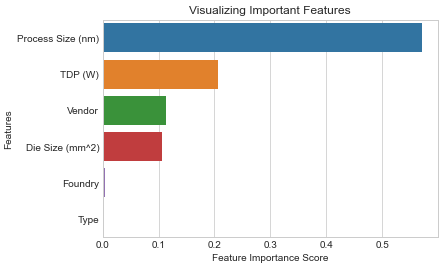 Visualizing Important Features
Process Size (nm)
TDP (W)
Vendor
Die Size (mm^2)
Foundry
Type
Features
0.0 0.1 0.2 0.3 0.4 0.5
Feature Importance Score